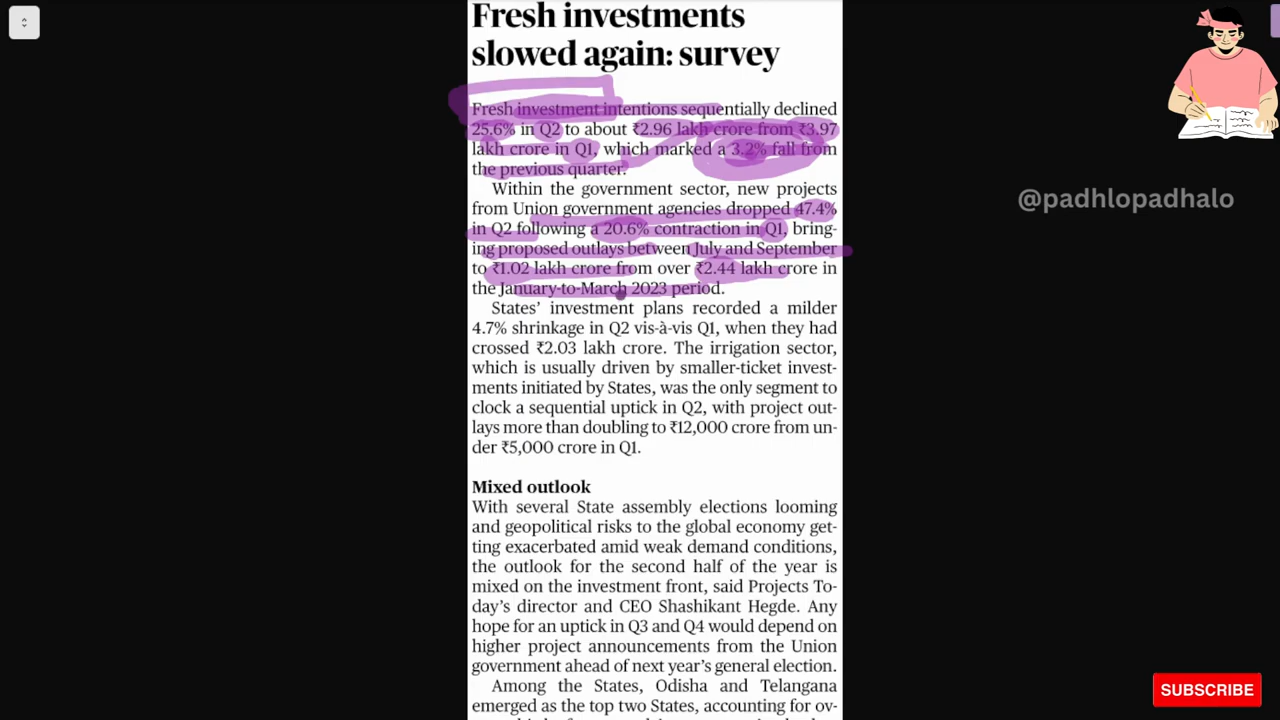 Fresh investments
slowed again: survey
Fresh investment intentions sequentially declined
25.6% in Q2 to about ₹2.96 lakh crore from ₹3.97
lakh crore in Q1, which marked a 3.2% fall from
the previous quarter.
Within the government sector, new projects
from Union government agencies dropped 47.4%
in Q2 following a 20.6% contraction in Q1, bring-
ing proposed outlays between July and September
to ₹1.02 lakh crore from over ₹2.44 lakh crore in
the January-to-March 2023 period.
States’ investment plans recorded a milder
4.7% shrinkage in Q2 vis-à-vis Q1, when they had
crossed ₹2.03 lakh crore. The irrigation sector,
which is usually driven by smaller-ticket invest-
ments initiated by States, was the only segment to
clock a sequential uptick in Q2, with project out-
lays more than doubling to ₹12,000 crore from un-
der ₹5,000 crore in Q1.
Mixed outlook
With several State assembly elections looming
and geopolitical risks to the global economy get-
ting exacerbated amid weak demand conditions,
the outlook for the second half of the year is
mixed on the investment front, said Projects To-
day’s director and CEO Shashikant Hegde. Any
hope for an uptick in Q3 and Q4 would depend on
higher project announcements from the Union
government ahead of next year’s general election.
Among the States, Odisha and Telangana
emerged as the top two States, accounting for ov-
@padhlopadhalo
SUBSCRIBE